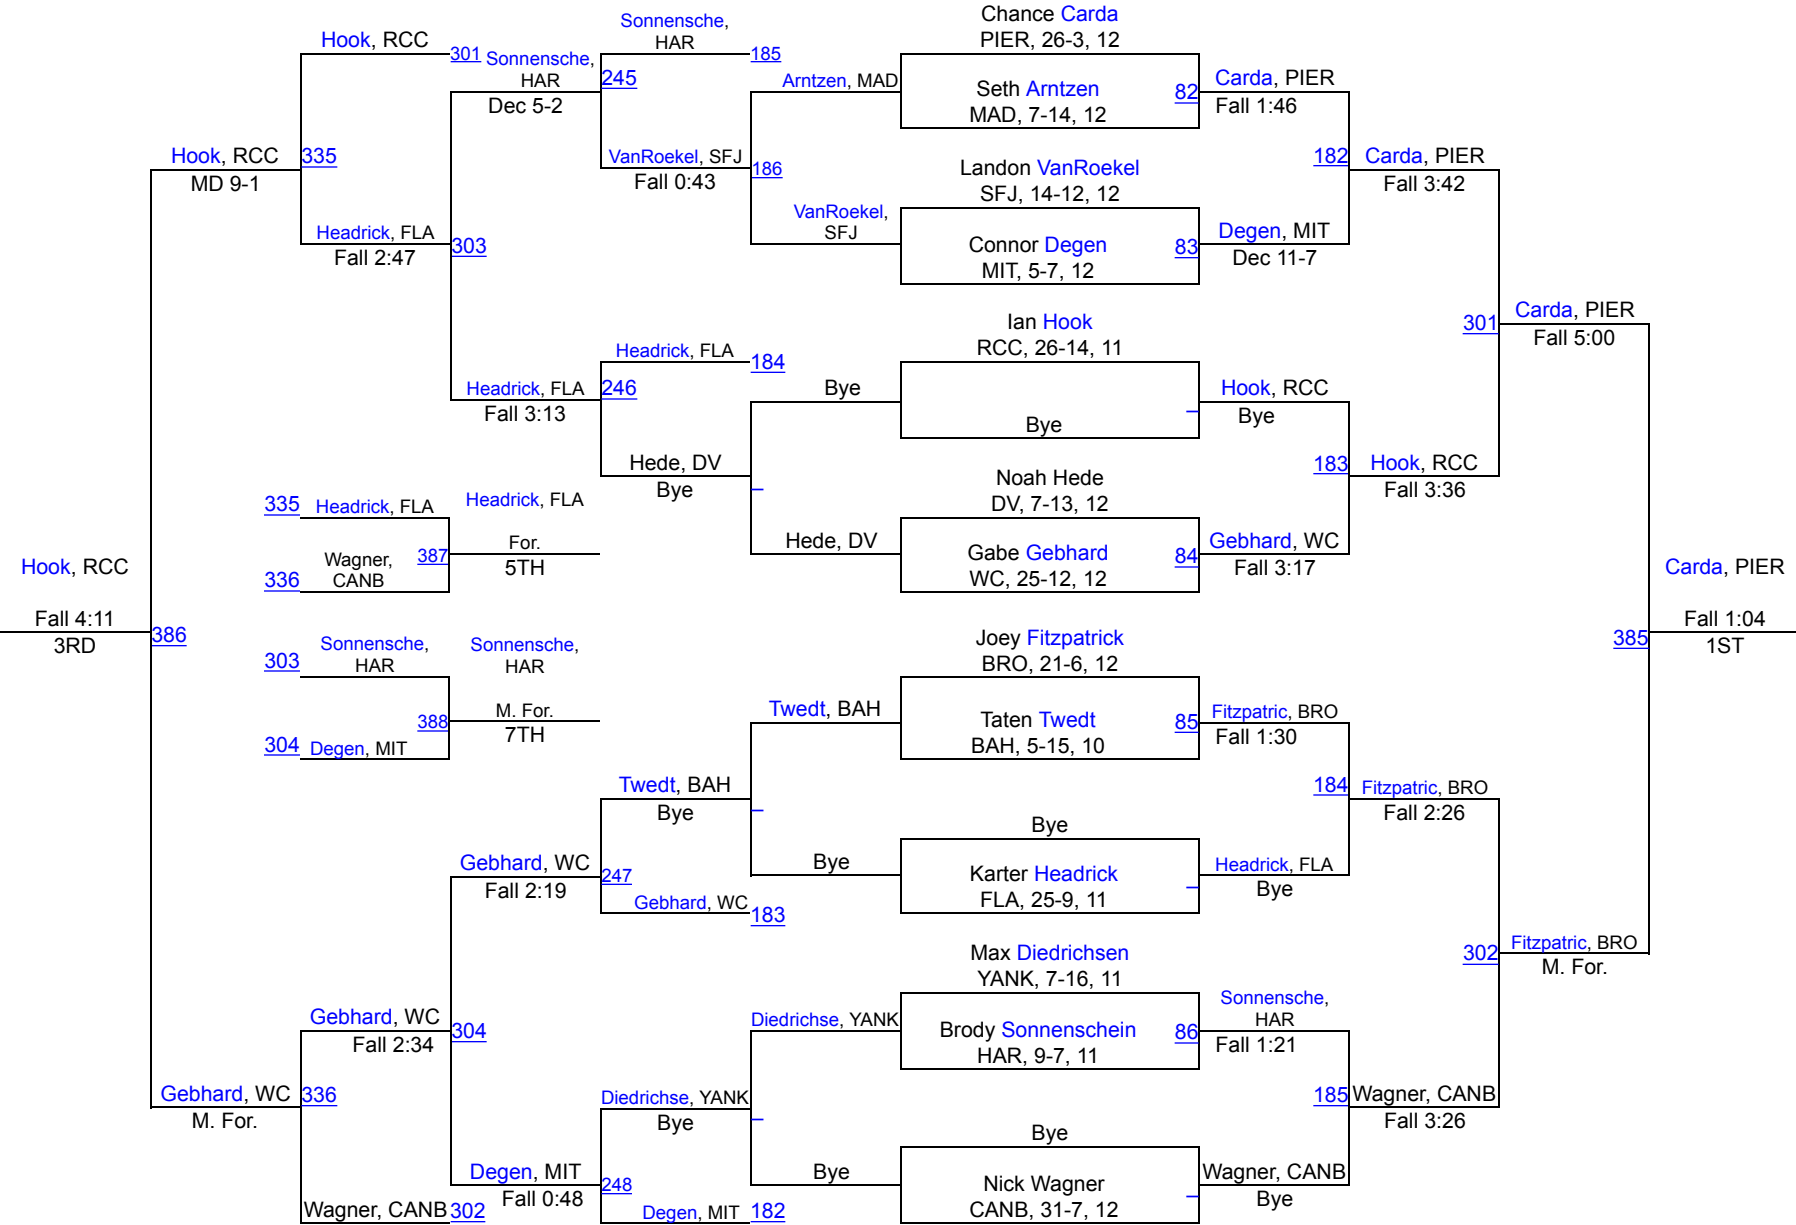 Chance Carda
PIER, 26-3, 12
Seth Arntzen
MAD, 7-14, 12
82
Landon VanRoekel
SFJ, 14-12, 12
Connor Degen
MIT, 5-7, 12
83
Ian Hook
RCC, 26-14, 11
Bye
Noah Hede
DV, 7-13, 12
Gabe Gebhard
WC, 25-12, 12
84
Joey Fitzpatrick
BRO, 21-6, 12
Taten Twedt
BAH, 5-15, 10
85
Bye
Karter Headrick
FLA, 25-9, 11
Max Diedrichsen
YANK, 7-16, 11
Brody Sonnenschein
HAR, 9-7, 11
86
Bye
Nick Wagner
CANB, 31-7, 12
Carda, PIER
Fall 1:46
182
Degen, MIT
Dec 11-7
Hook, RCC
Bye
183
Gebhard, WC
Fall 3:17
Fitzpatric, BRO
Fall 1:30
184
Headrick, FLA
Bye
Sonnensche,
HAR
Fall 1:21
185
Wagner, CANB
Bye
Carda, PIER
Fall 3:42
301
Hook, RCC
Fall 3:36
Fitzpatric, BRO
Fall 2:26
302
Wagner, CANB
Fall 3:26
Carda, PIER
Fall 5:00
385
Fitzpatric, BRO
M. For.
Carda, PIER
Fall 1:04
1ST
Arntzen, MAD
186
VanRoekel,
SFJ
Bye
Hede, DV
Twedt, BAH
Bye
Diedrichse, YANK
Bye
Sonnensche,
HAR
185
245
VanRoekel, SFJ
Fall 0:43
Headrick, FLA
184
246
Hede, DV
Bye
Twedt, BAH
Bye
247
Gebhard, WC
183
Diedrichse, YANK
Bye
248
Degen, MIT
182
Sonnensche,
HAR
Dec 5-2
303
Headrick, FLA
Fall 3:13
Gebhard, WC
Fall 2:19
304
Degen, MIT
Fall 0:48
Hook, RCC
301
335
Headrick, FLA
Fall 2:47
Gebhard, WC
Fall 2:34
336
Wagner, CANB
302
Hook, RCC
MD 9-1
386
Gebhard, WC
M. For.
Hook, RCC
Fall 4:11
3RD
335
Headrick, FLA
Headrick, FLA
387
For.
5TH
336
Wagner,
CANB
303
Sonnensche,
HAR
Sonnensche,
HAR
388
M. For.
7TH
304
Degen, MIT